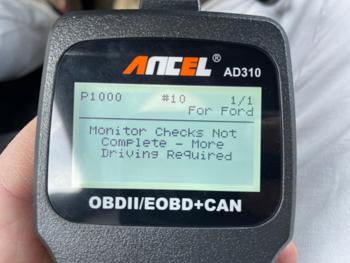 ANCEL®
AD310
P1000 #10 1/1
For Ford
Monitor Checks Not
Complete - More
Driving Required
OBDII/EOBD+CAN